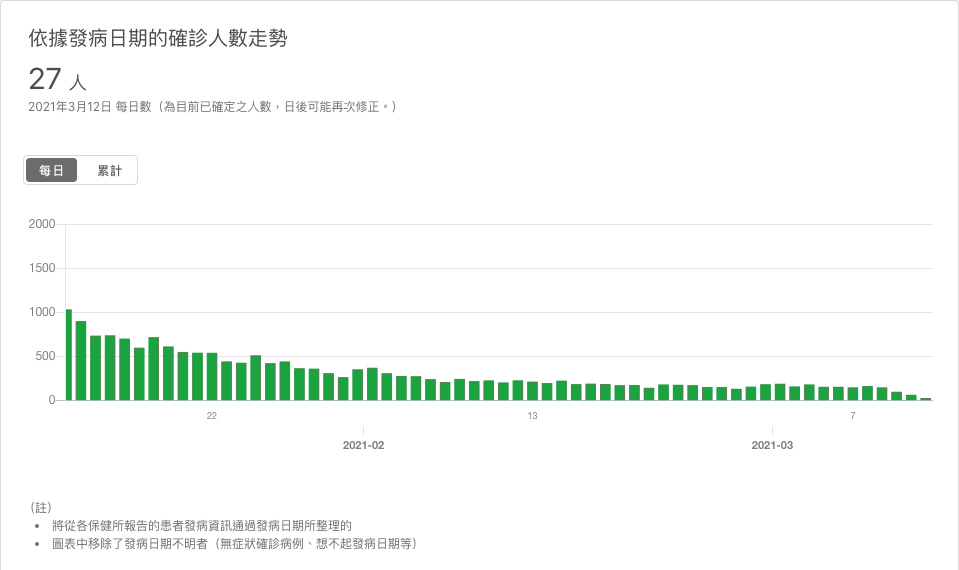 依據發病日期的確診人數走勢
27 人
2021年3月12日 每日數（為目前已確定之人數，日後可能再次修正。）
每日 累計
2000
1500
1000
500
0
22 13 7
2021-02 2021-03
（註）
• 將從各保健所報告的患者發病資訊通過發病日期所整理的
• 圖表中移除了發病日期不明者（無症狀確診病例、想不起發病日期等）